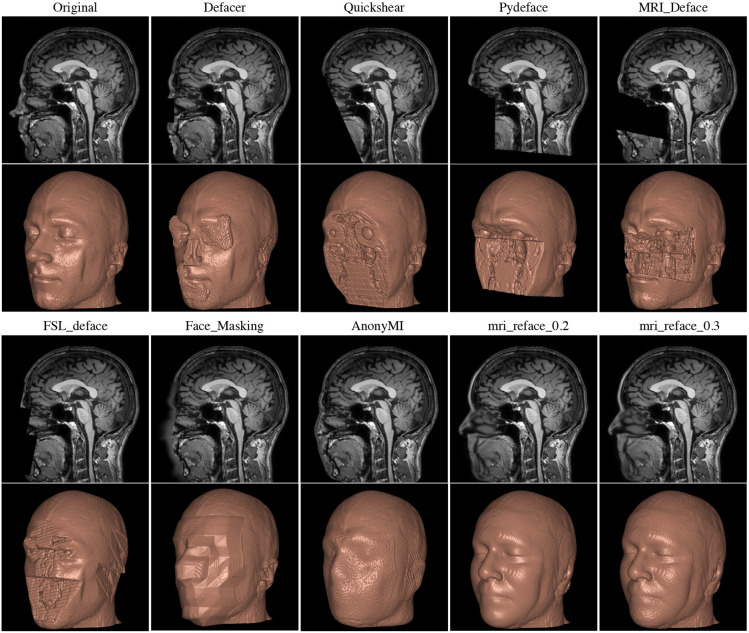 Original Defacer Quickshear Pydeface MRI_Deface
FSL_deface Face_Masking AnonyMI mri_reface_0.2 mri_reface_0.3